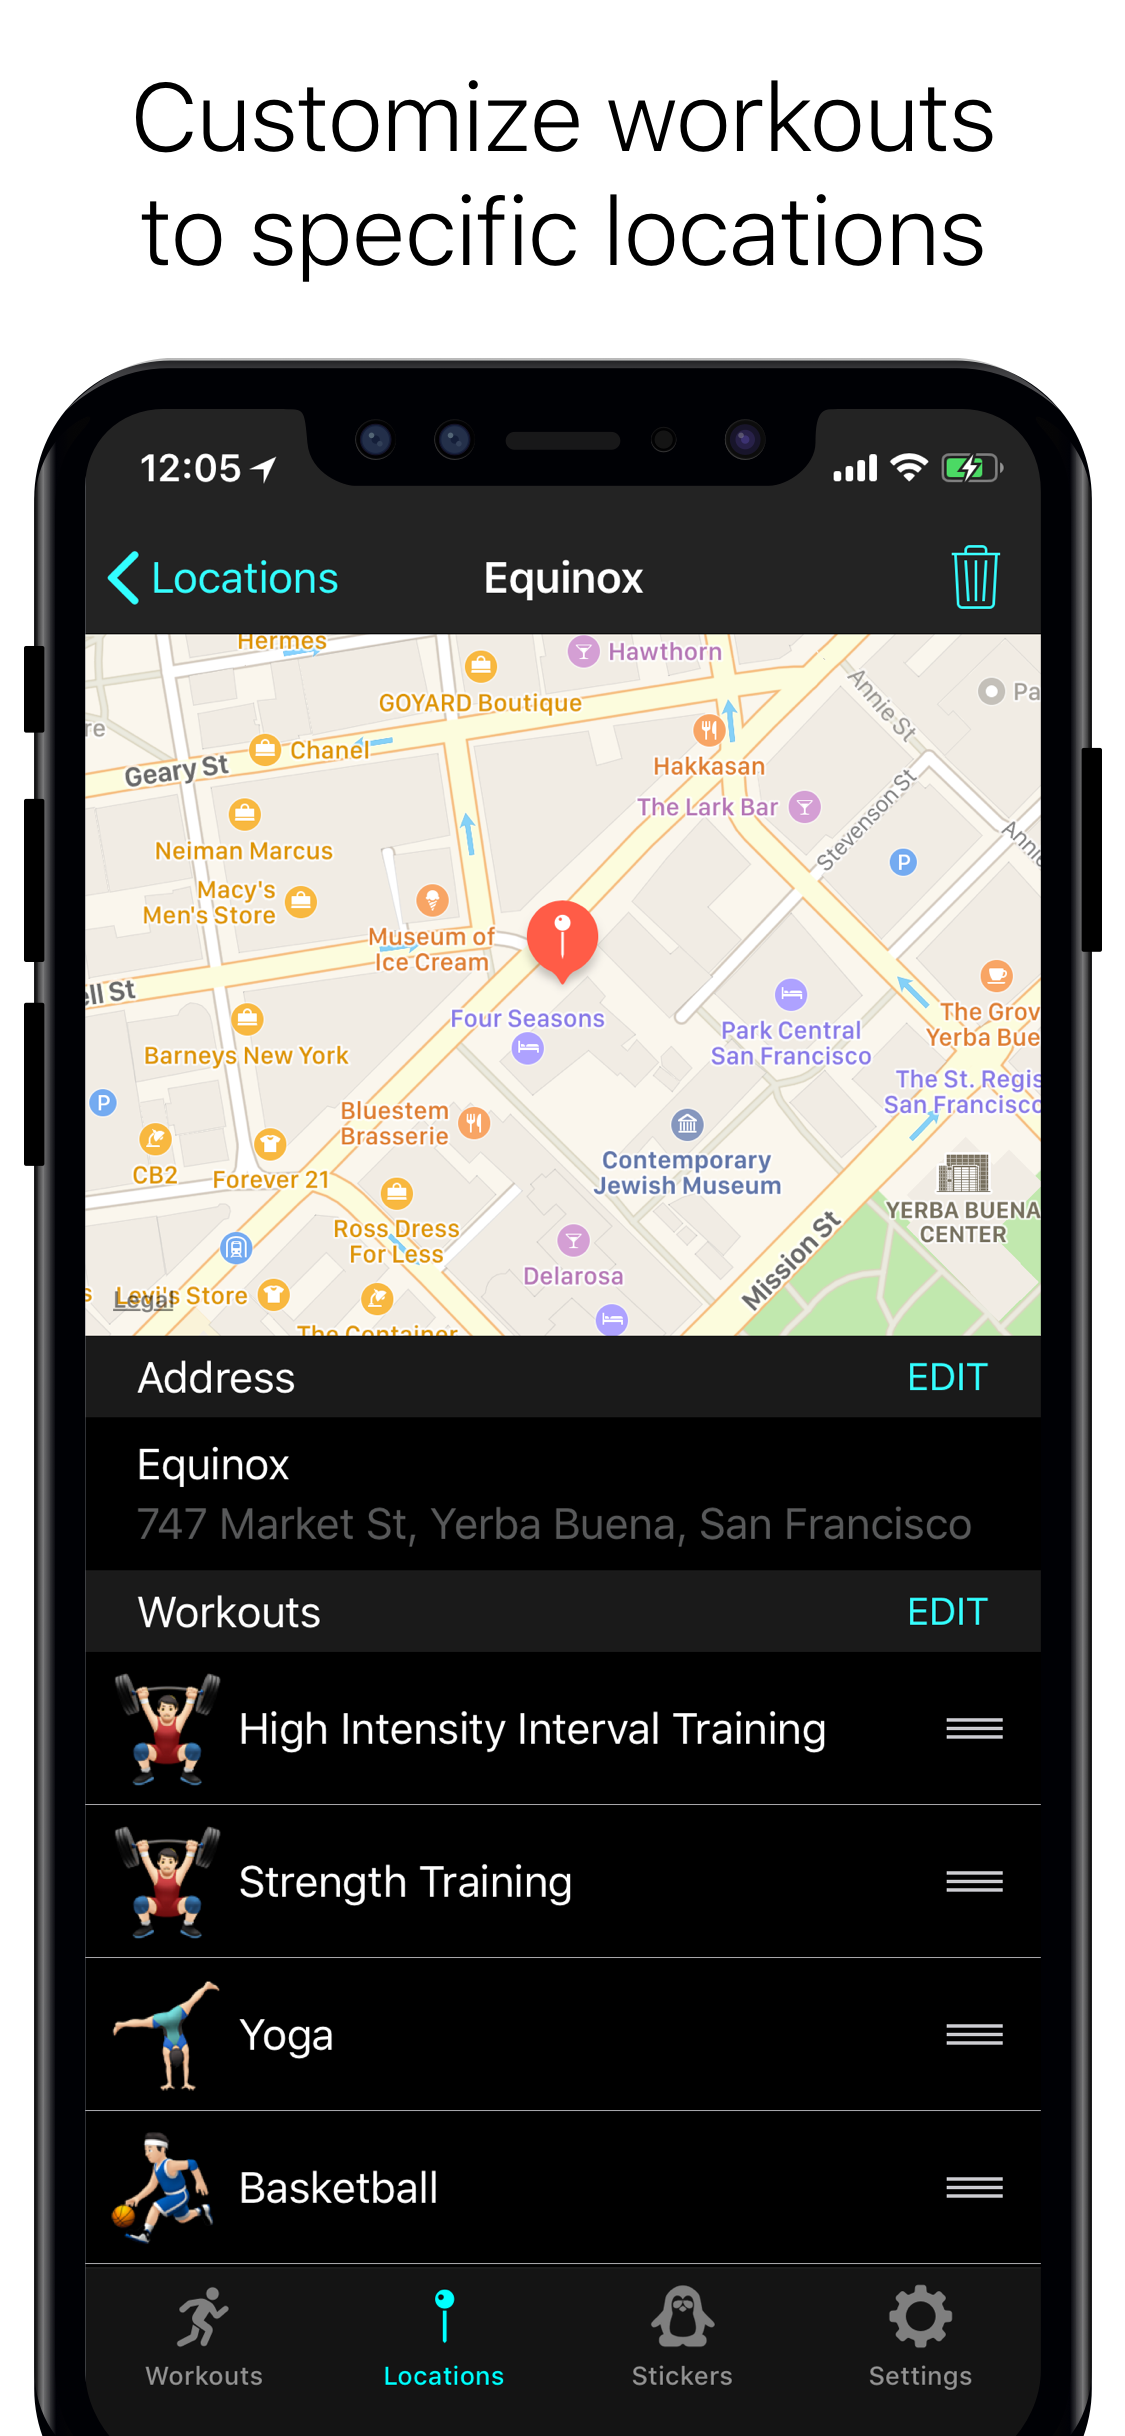 Customize workouts
to specific locations
12:05
Locations
Equinox
Hermes
Hawthorn
GOYARD Boutique
Pa
re
Chanel
Annie St
Geary St
Hakkasan
The Lark Bar
Stevenson St
Annie
P
Neiman Marcus
Macy's
Men's Store
Museum of
Ice Cream
ell St
Four Seasons
Park Central
San Francisco
The Grov
Yerba Bue
Barneys New York
The St. Regis
San Francisco
P
Bluestem
Brasserie
CB2
Forever 21
Contemporary
Jewish Museum
YERBA BUENA
CENTER
Ross Dress
For Less
Mission St
Delarosa
s
Levi's Store
Legal
The Container
Address
EDIT
Equinox
747 Market St, Yerba Buena, San Francisco
Workouts
EDIT
High Intensity Interval Training
Strength Training
Yoga
Basketball
Workouts
Locations
Stickers
Settings